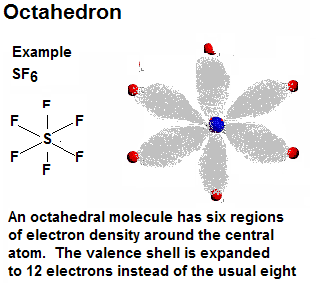 Octahedron
Example
SF6
F
F F
S
F F
F
An octahedral molecule has six regions
of electron density around the central
atom. The valence shell is expanded
to 12 electrons instead of the usual eight